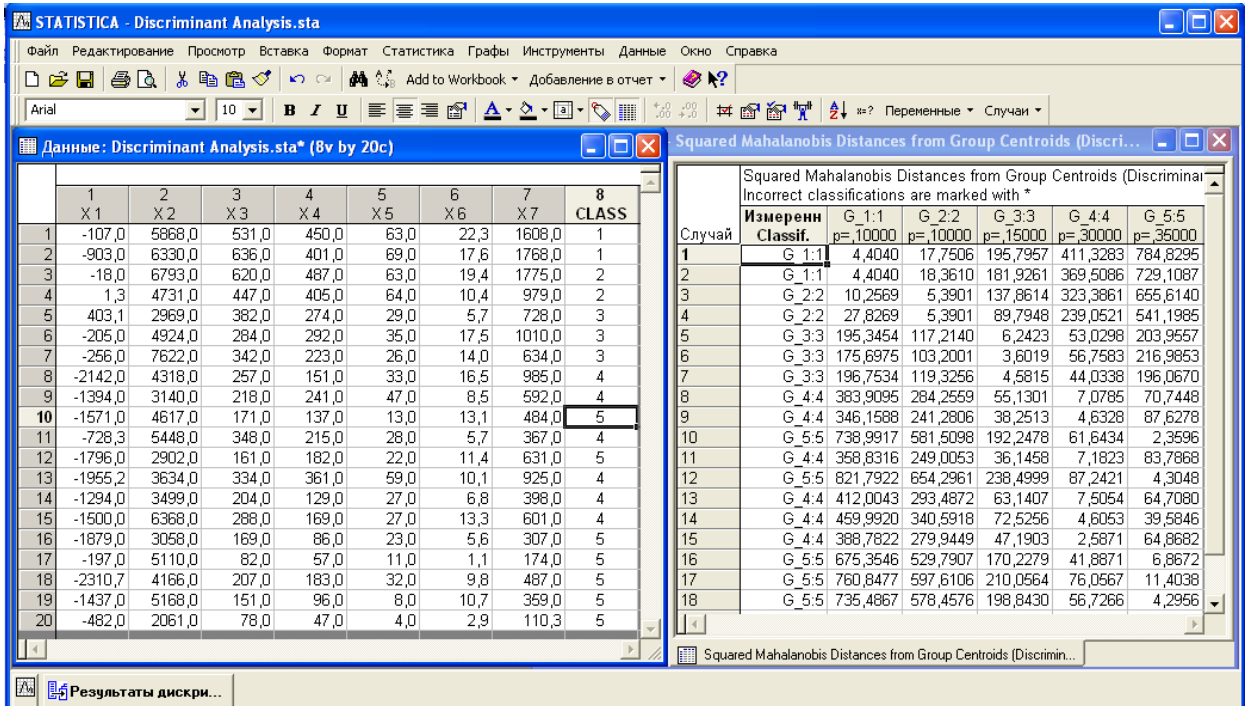 STATISTICA - Discriminant Analysis.sta
Файл Редактирование Просмотр Вставка Формат Статистика Графы Инструменты Данные Окно Справка
Add to Workbook Добавление в отчет
Arial 10 B I U A a x=? Переменные Случаи
Данные: Discriminant Analysis.sta* (8v by 20c)
1 2 3 4 5 6 7 8
X1 X2 X3 X4 X5 X6 X7 CLASS
1 -107,0 5868,0 531,0 450,0 63,0 22,3 1608,0 1
2 -903,0 6330,0 636,0 401,0 69,0 17,6 1768,0 1
3 -18,0 6793,0 620,0 487,0 63,0 19,4 1775,0 2
4 1,3 4731,0 447,0 405,0 64,0 10,4 979,0 2
5 403,1 2969,0 382,0 274,0 29,0 5,7 728,0 3
6 -205,0 4924,0 284,0 292,0 35,0 17,5 1010,0 3
7 -256,0 7622,0 342,0 223,0 26,0 14,0 634,0 3
8 -2142,0 4318,0 257,0 151,0 33,0 16,5 985,0 4
9 -1394,0 3140,0 218,0 241,0 47,0 8,5 592,0 4
10 -1571,0 4617,0 171,0 137,0 13,0 13,1 484,0 5
11 -728,3 5448,0 348,0 215,0 28,0 5,7 367,0 4
12 -1796,0 2902,0 161,0 182,0 22,0 11,4 631,0 5
13 -1955,2 3634,0 334,0 361,0 59,0 10,1 925,0 4
14 -1294,0 3499,0 204,0 129,0 27,0 6,8 398,0 4
15 -1500,0 6368,0 288,0 169,0 27,0 13,3 601,0 4
16 -1879,0 3058,0 169,0 86,0 23,0 5,6 307,0 5
17 -197,0 5110,0 82,0 57,0 11,0 1,1 174,0 5
18 -2310,7 4166,0 207,0 183,0 32,0 9,8 487,0 5
19 -1437,0 5168,0 151,0 96,0 8,0 10,7 359,0 5
20 -482,0 2061,0 78,0 47,0 4,0 2,9 110,3 5
Squared Mahalanobis Distances from Group Centroids (Discri...
Squared Mahalanobis Distances from Group Centroids (Discriminar
Incorrect classifications are marked with *
Измеренн G_1:1 G_2:2 G_3:3 G_4:4 G_5:5
Случай Classif. p=,10000 p=,10000 p=,15000 p=,30000 p=,35000
1 G_1:1 4,4040 17,7506 195,7957 411,3283 784,8295
2 G_1:1 4,4040 18,3610 181,9261 369,5086 729,1087
3 G_2:2 10,2569 5,3901 137,8614 323,3861 655,6140
4 G_2:2 27,8269 5,3901 89,7948 239,0521 541,1985
5 G_3:3 195,3454 117,2140 6,2423 53,0298 203,9557
6 G_3:3 175,6975 103,2001 3,6019 56,7583 216,9853
7 G_3:3 196,7534 119,3256 4,5815 44,0338 196,0670
8 G_4:4 383,9095 284,2559 55,1301 7,0785 70,7448
9 G_4:4 346,1588 241,2806 38,2513 4,6328 87,6278
10 G_5:5 738,9917 581,5098 192,2478 61,6434 2,3596
11 G_4:4 358,8316 249,0053 36,1458 7,1823 83,7868
12 G_5:5 821,7922 654,2961 238,4999 87,2421 4,3048
13 G_4:4 412,0043 293,4872 63,1407 7,5054 64,7080
14 G_4:4 459,9920 340,5918 72,5256 4,6053 39,5846
15 G_4:4 388,7822 279,9449 47,1903 2,5871 64,8682
16 G_5:5 675,3546 529,7907 170,2279 41,8871 6,8672
17 G_5:5 760,8477 597,6106 210,0564 76,0567 11,4038
18 G_5:5 735,4867 578,4576 198,8430 56,7266 4,2956
Squared Mahalanobis Distances from Group Centroids (Discrimin...
Результаты дискри...